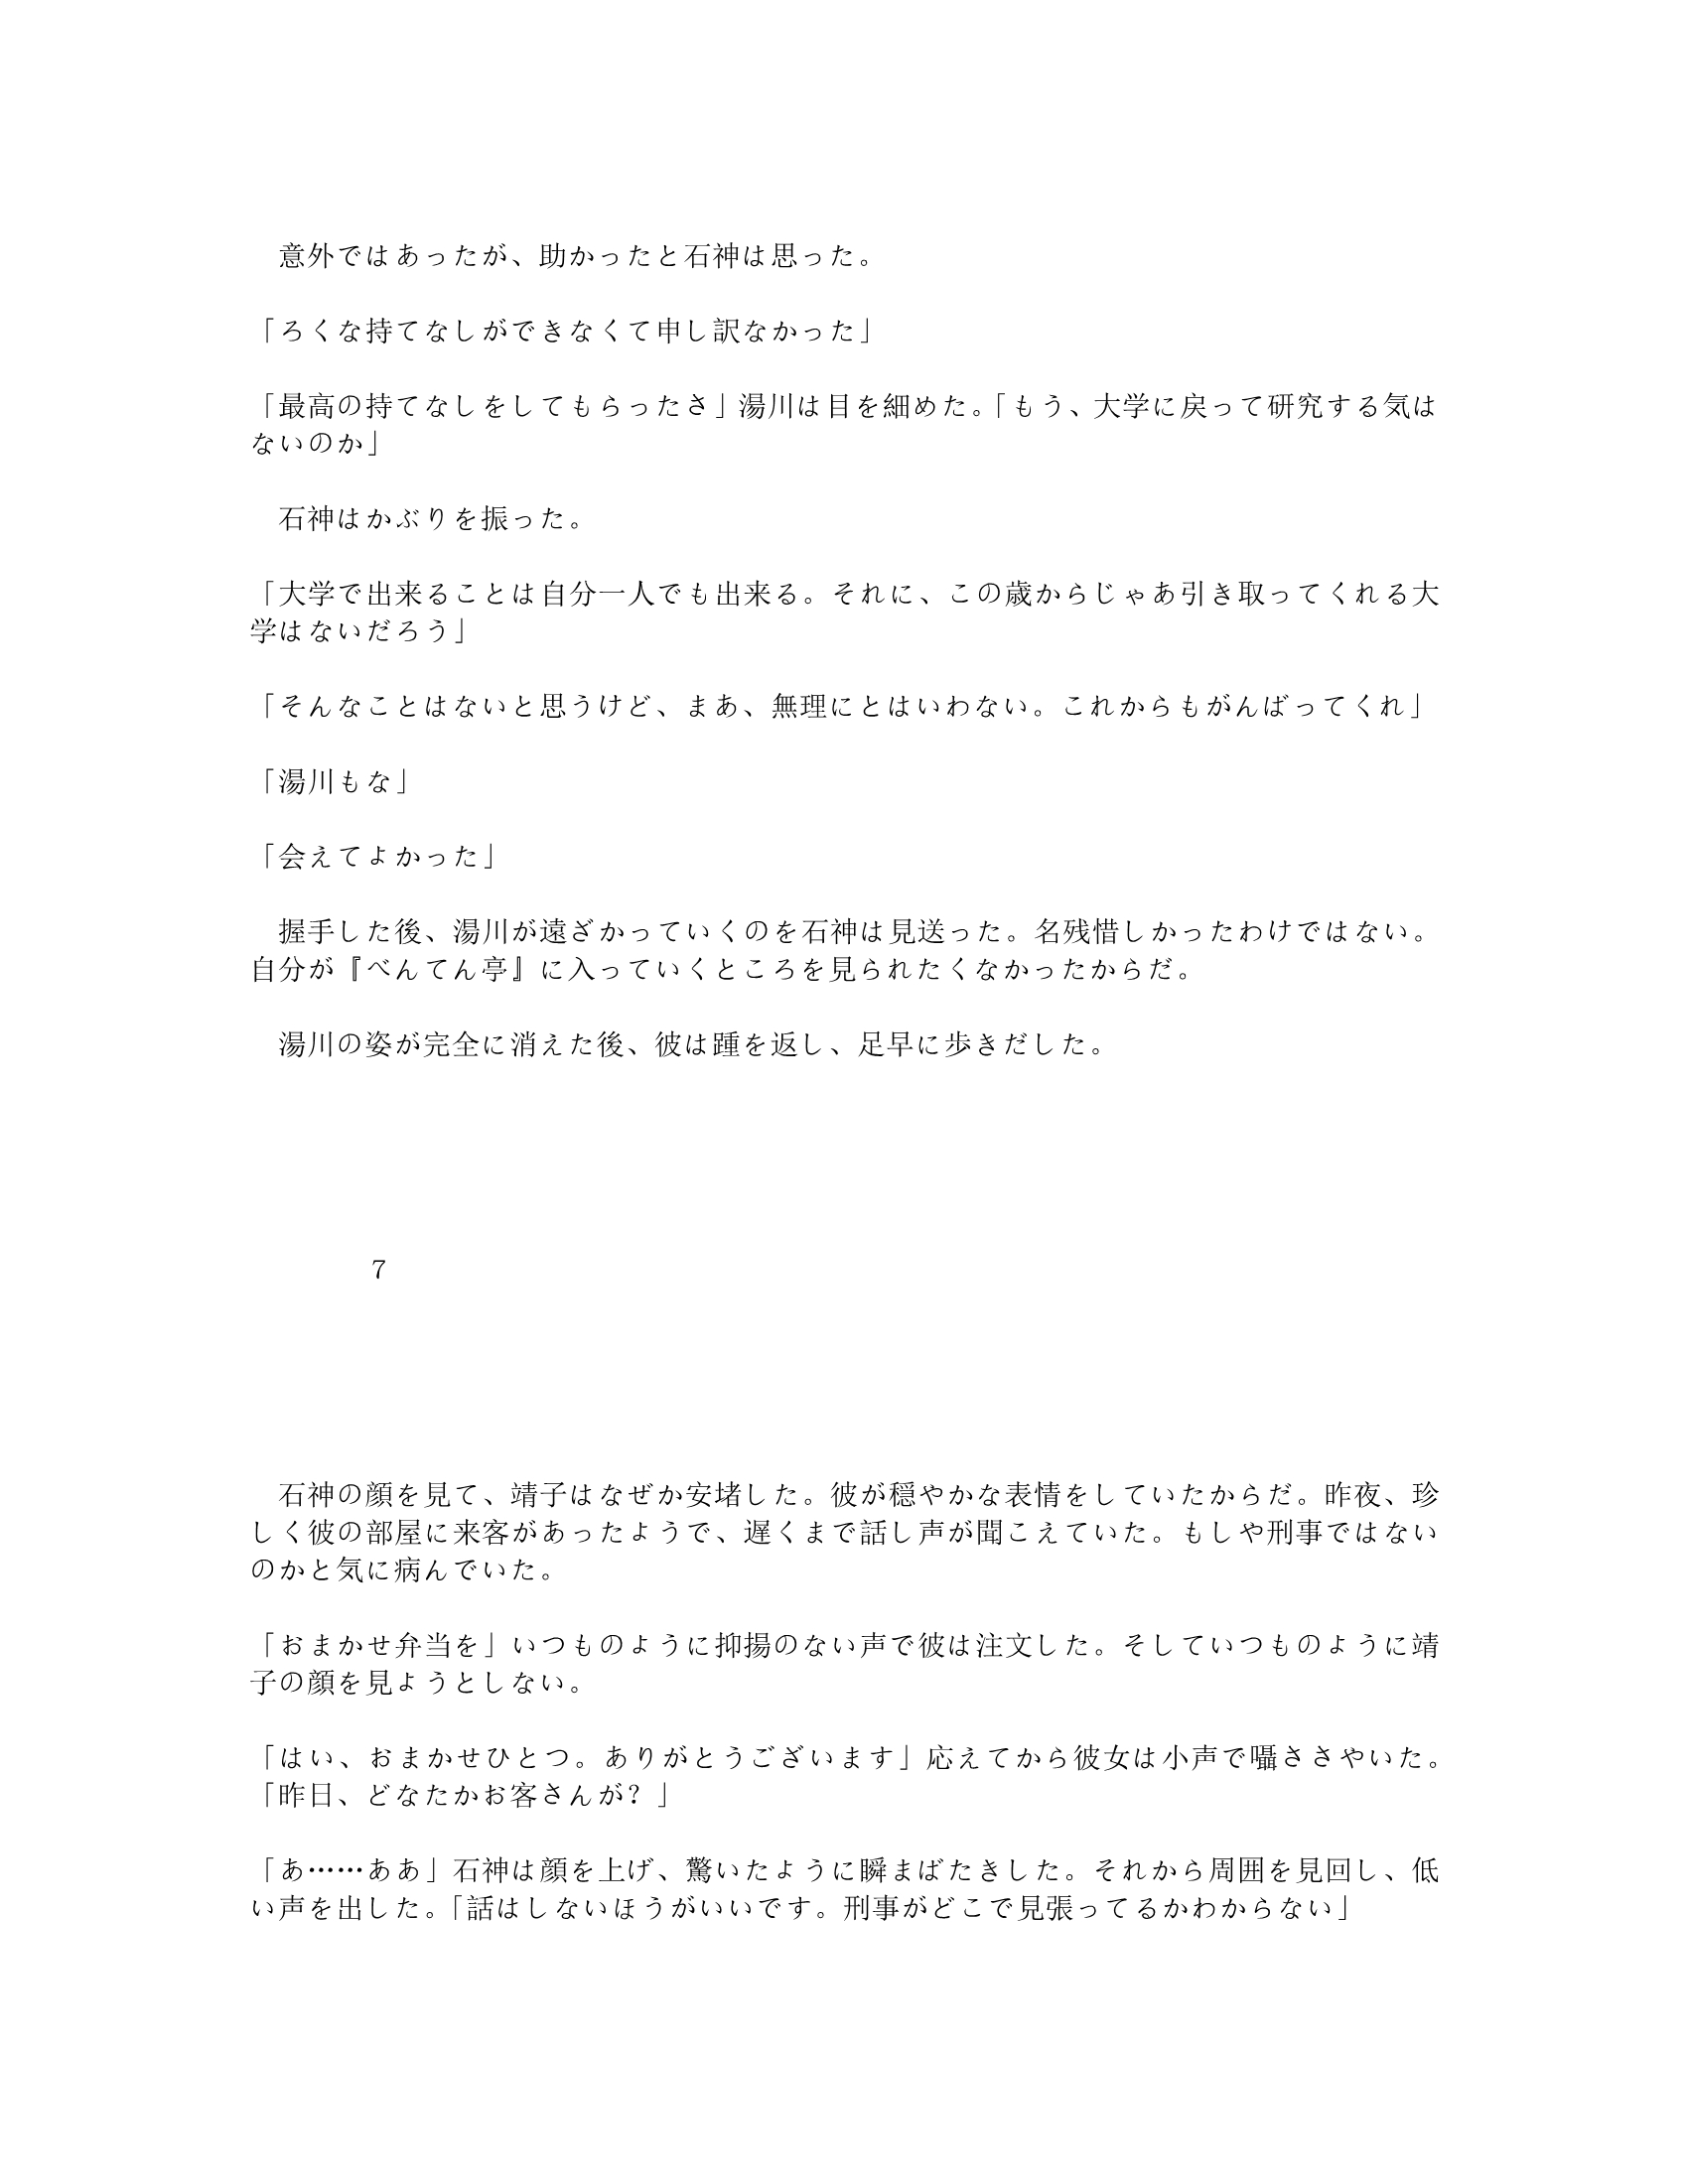 意外ではあったが、助かったと石神は思った。
「ろくな持てなしができなくて申し訳なかった」
「最高の持てなしをしてもらったさ」湯川は目を細めた。「もう、大学に戻って研究する気は
ないのか」
　石神はかぶりを振った。
「大学で出来ることは自分一人でも出来る。それに、この歳からじゃあ引き取ってくれる大
学はないだろう」
「そんなことはないと思うけど、まあ、無理にとはいわない。これからもがんばってくれ」
「湯川もな」
「会えてよかった」
　握手した後、湯川が遠ざかっていくのを石神は見送った。名残惜しかったわけではない。
自分が『べんてん亭』に入っていくところを見られたくなかったからだ。
　湯川の姿が完全に消えた後、彼は踵を返し、足早に歩きだした。
7
　石神の顔を見て、靖子はなぜか安堵した。彼が穏やかな表情をしていたからだ。昨夜、珍
しく彼の部屋に来客があったようで、遅くまで話し声が聞こえていた。もしや刑事ではない
のかと気に病んでいた。
「おまかせ弁当を」いつものように抑揚のない声で彼は注文した。そしていつものように靖
子の顔を見ようとしない。
「はい、おまかせひとつ。ありがとうございます」応えてから彼女は小声で囁ささやいた。
「昨日、どなたかお客さんが？」
「あ……ああ」石神は顔を上げ、驚いたように瞬まばたきした。それから周囲を見回し、低
い声を出した。「話はしないほうがいいです。刑事がどこで見張ってるかわからない」